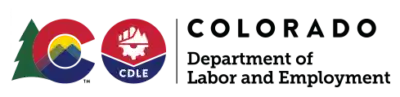 TM
CDLE
COLORADO
Department of
Labor and Employment